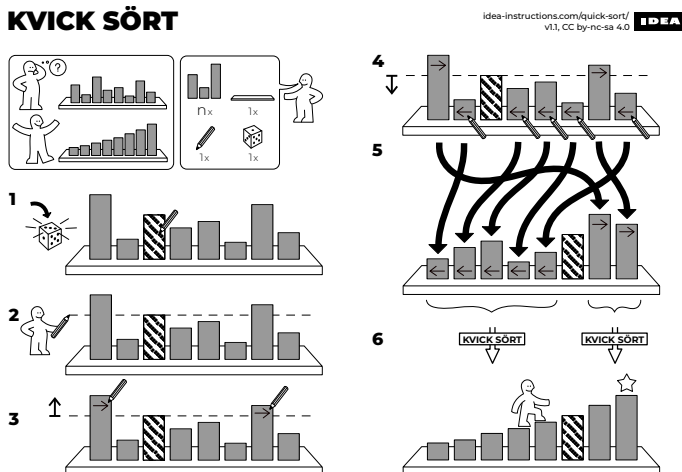 KVICK SÖRT
idea-instructions.com/quick-sort/
v1.1, CC by-nc-sa 4.0
IDEA
?
nx
1x
1x
1x
1
2
3
4
5
KVICK SÖRT
KVICK SÖRT
6